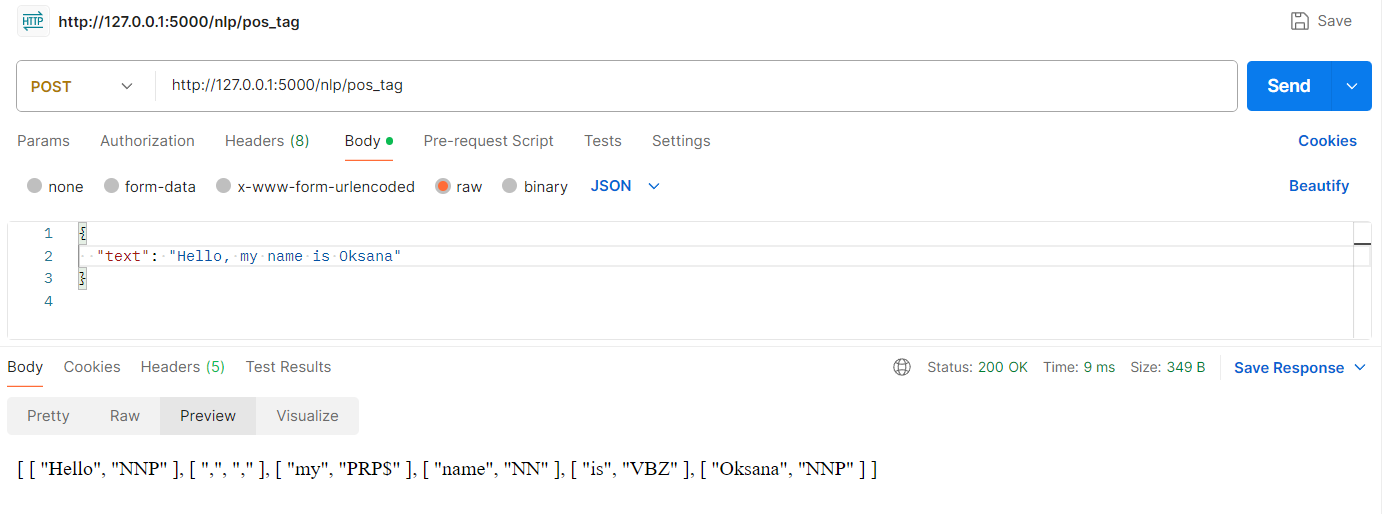 HTTP http://127.0.0.1:5000/nlp/pos_tag Save
POST http://127.0.0.1:5000/nlp/pos_tag Send
Params Authorization Headers (8) Body Pre-request Script Tests Settings Cookies
none form-data x-www-form-urlencoded raw binary JSON Beautify
1 {
2 "text": "Hello, my name is Oksana"
3 }
4
Body Cookies Headers (5) Test Results Status: 200 OK Time: 9 ms Size: 349 B Save Response
Pretty Raw Preview Visualize
[ [ "Hello", "NNP" ], [ ",", "," ], [ "my", "PRP$" ], [ "name", "NN" ], [ "is", "VBZ" ], [ "Oksana", "NNP" ] ]